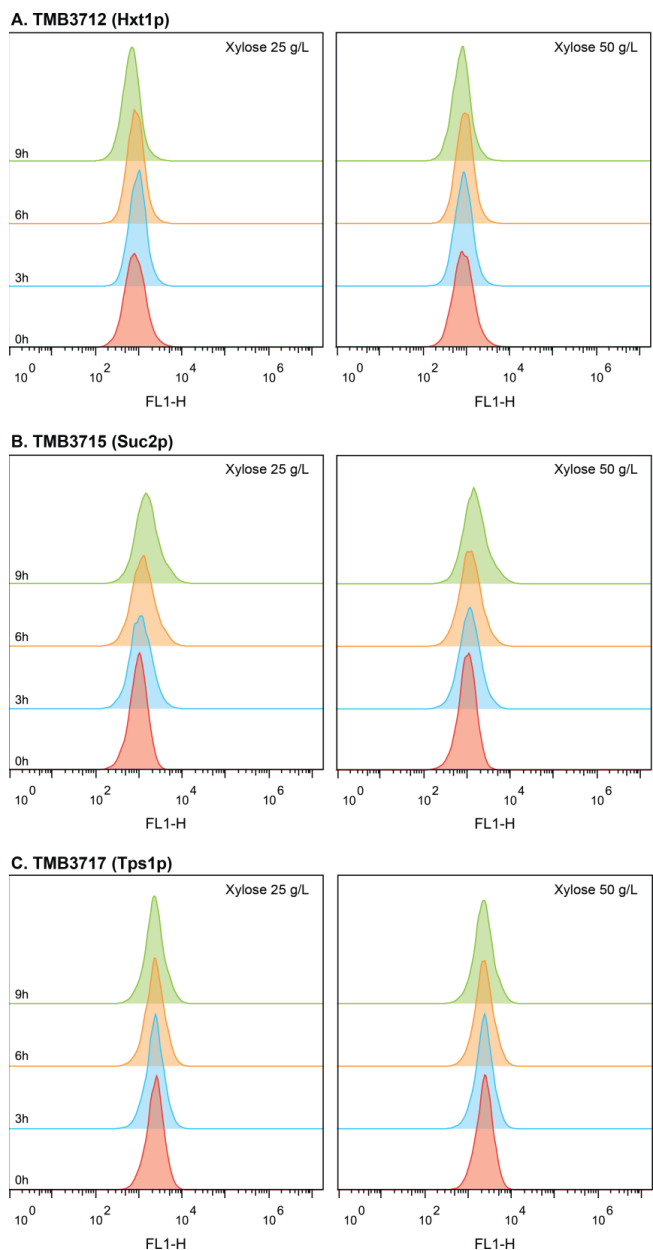 A. TMB3712 (Hxt1p)
Xylose 25 g/L
Xylose 50 g/L
9h
6h
3h
0h
10^0 10^2 10^4 10^6
10^0 10^2 10^4 10^6
FL1-H
FL1-H
B. TMB3715 (Suc2p)
Xylose 25 g/L
Xylose 50 g/L
9h
6h
3h
0h
10^0 10^2 10^4 10^6
10^0 10^2 10^4 10^6
FL1-H
FL1-H
C. TMB3717 (Tps1p)
Xylose 25 g/L
Xylose 50 g/L
9h
6h
3h
0h
10^0 10^2 10^4 10^6
10^0 10^2 10^4 10^6
FL1-H
FL1-H